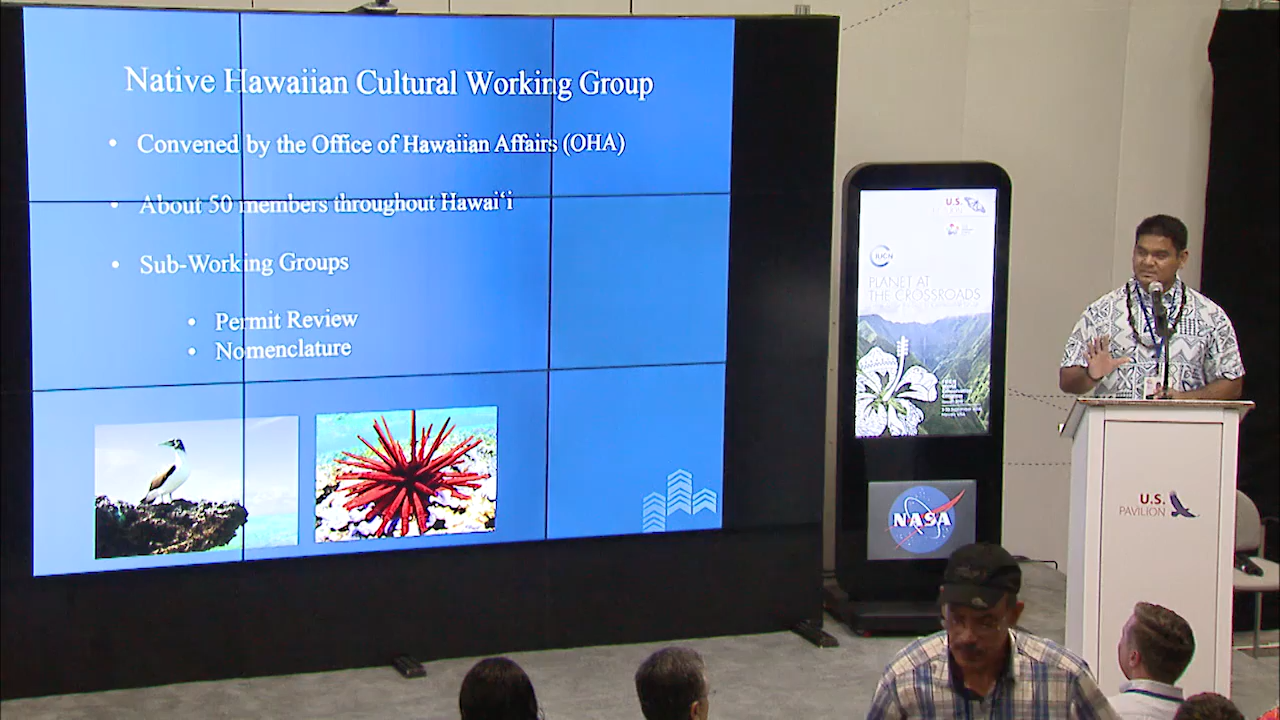 Native Hawaiian Cultural Working Group
• Convened by the Office of Hawaiian Affairs (OHA)
• About 50 members throughout Hawai‘i
• Sub-Working Groups
• Permit Review
• Nomenclature
U.S.
IUCN
PLANET AT
THE CROSSROADS
NASA
U.S.
PAVILION